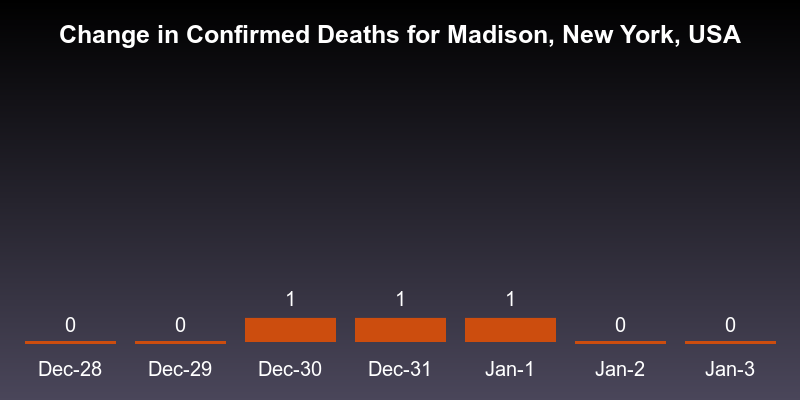 Change in Confirmed Deaths for Madison, New York, USA
0 0 1 1 1 0 0
Dec-28 Dec-29 Dec-30 Dec-31 Jan-1 Jan-2 Jan-3